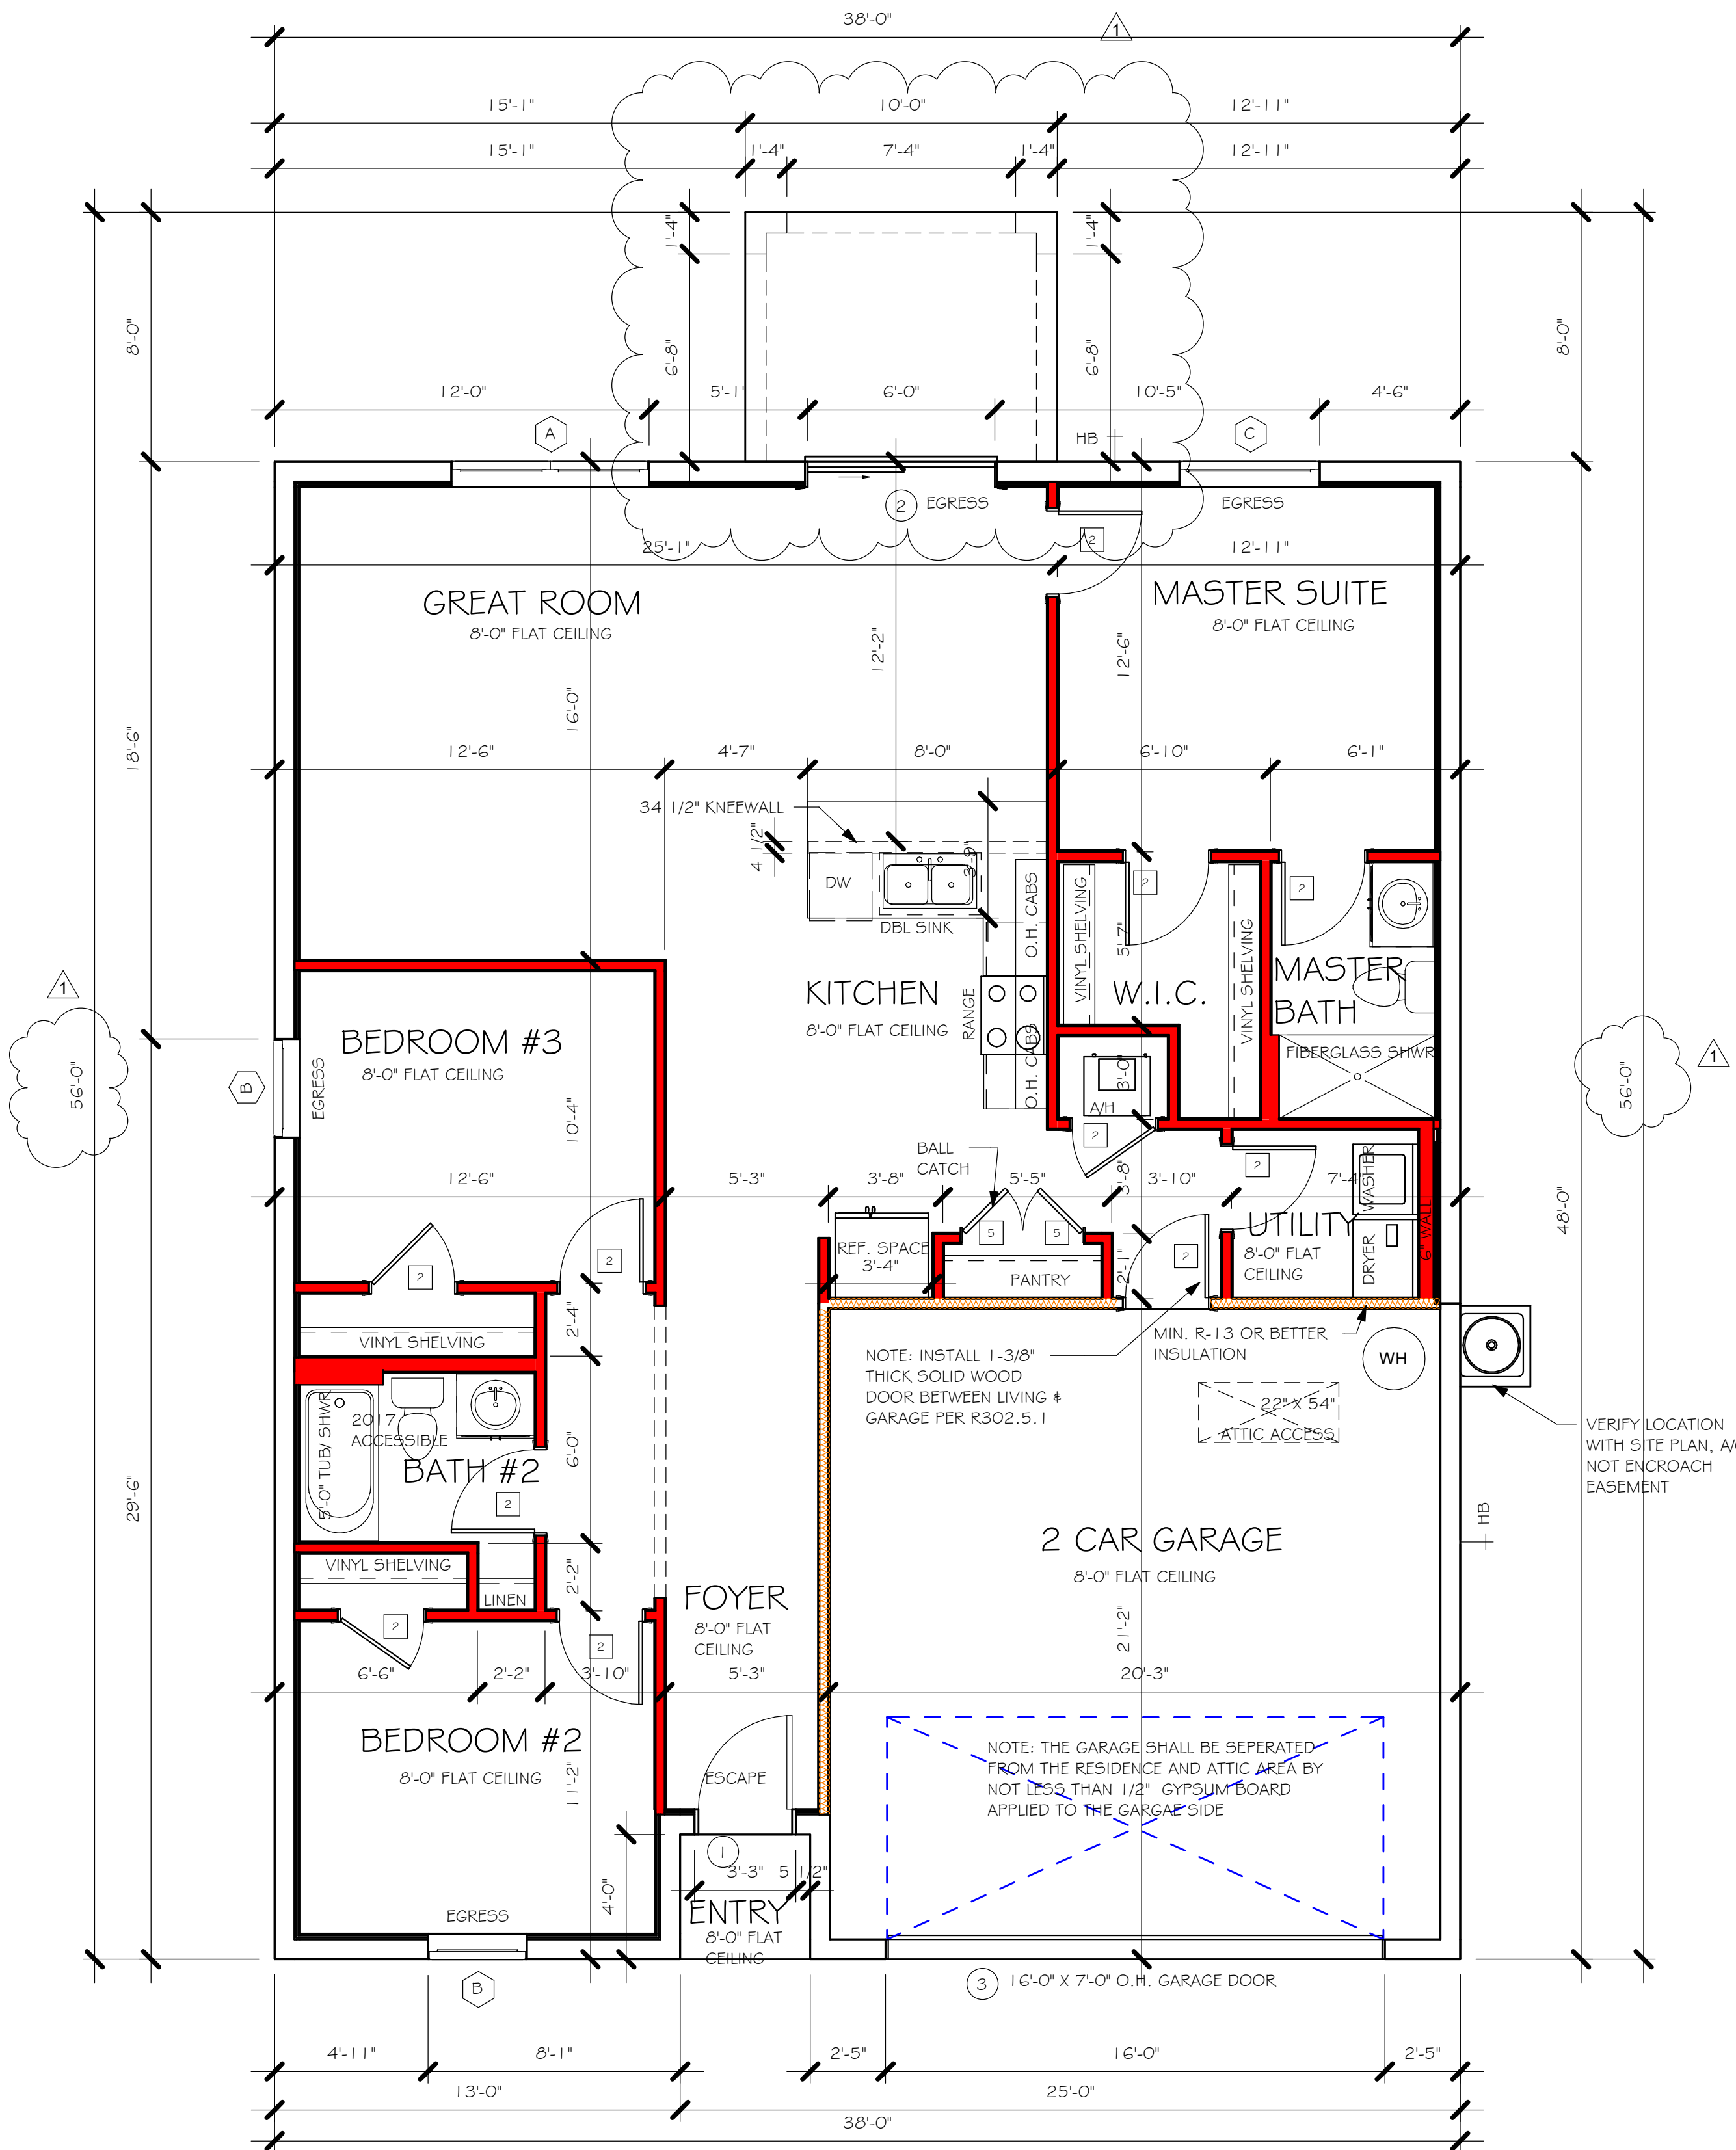 38'-0"
1
15'-1" 10'-0" 12'-11"
15'-1" 1'-4" 7'-4" 1'-4" 12'-11"
1'-4" 1'-4"
8'-0" 6'-8" 6'-8" 8'-0"
12'-0" 5'-1" 6'-0" 10'-5" 4'-6"
A HB C
2 EGRESS EGRESS
25'-1" 2 12'-11"
GREAT ROOM
8'-0" FLAT CEILING
MASTER SUITE
8'-0" FLAT CEILING
12'-2" 12'-6"
16'-0"
18'-6"
12'-6" 4'-7" 8'-0" 6'-10" 6'-1"
34 1/2" KNEEWALL
4 1/2" 3'-9"
DW
DBL SINK
O.H. CABS
VINYL SHELVING
2
5'-7"
VINYL SHELVING
2
KITCHEN
8'-0" FLAT CEILING
RANGE
O.H. CABS
W.I.C.
MASTER
BATH
FIBERGLASS SHWR
1
56'-0"
B
EGRESS
BEDROOM #3
8'-0" FLAT CEILING
10'-4"
A/H
3'-0"
2
1
56'-0"
48'-0"
BALL
CATCH
12'-6" 5'-3" 3'-8" 5'-5" 3'-8" 3'-10" 2 7'-4"
WASHER
5 5
REF. SPACE
3'-4"
PANTRY
2'-1"
2
UTILITY
8'-0" FLAT
CEILING
DRYER
6" WALL
2 2
2'-4"
VINYL SHELVING
NOTE: INSTALL 1-3/8"
THICK SOLID WOOD
DOOR BETWEEN LIVING &
GARAGE PER R302.5.1
MIN. R-13 OR BETTER
INSULATION
WH
22" X 54"
ATTIC ACCESS
VERIFY LOCATION
WITH SITE PLAN,
NOT ENCROACH
EASEMENT
HB
5'-0" TUB/ SHWR
2017
ACCESSIBLE
BATH #2
2
6'-0"
29'-6"
2 CAR GARAGE
8'-0" FLAT CEILING
21'-2"
VINYL SHELVING
LINEN
2'-2"
2 2
FOYER
8'-0" FLAT
CEILING
6'-6" 2'-2" 3'-10" 5'-3" 20'-3"
BEDROOM #2
8'-0" FLAT CEILING
11'-2"
ESCAPE
NOTE: THE GARAGE SHALL BE SEPERATED
FROM THE RESIDENCE AND ATTIC AREA BY
NOT LESS THAN 1/2" GYPSUM BOARD
APPLIED TO THE GARGAE SIDE
1
3'-3" 5 1/2"
4'-0"
ENTRY
8'-0" FLAT
CEILING
EGRESS
B
3 16'-0" X 7'-0" O.H. GARAGE DOOR
4'-11" 8'-1" 2'-5" 16'-0" 2'-5"
13'-0" 25'-0"
38'-0"